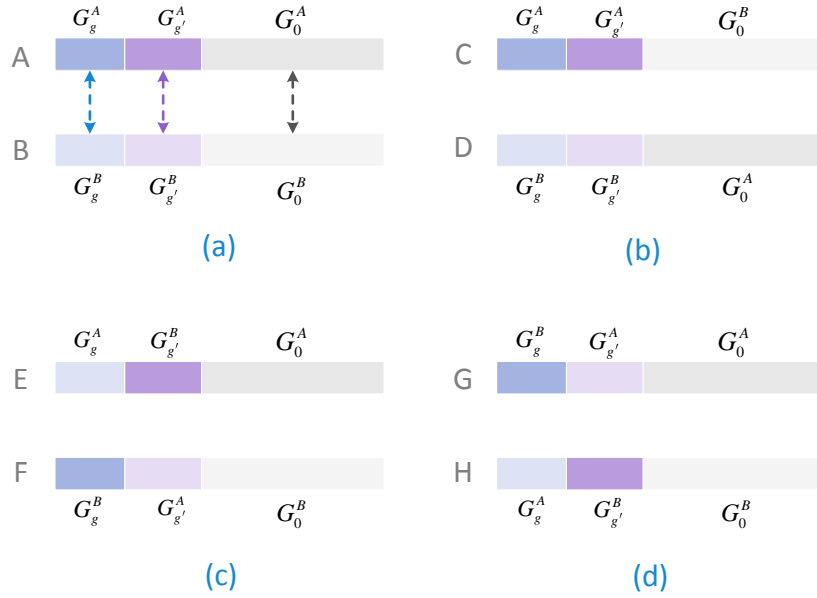 G_g^A G_{g'}^A G_0^A
A
B
G_g^B G_{g'}^B G_0^B
(a)
G_g^A G_{g'}^A G_0^B
C
D
G_g^B G_{g'}^B G_0^A
(b)
G_g^A G_{g'}^B G_0^A
E
F
G_g^B G_{g'}^A G_0^B
(c)
G_g^B G_{g'}^A G_0^A
G
H
G_g^A G_{g'}^B G_0^B
(d)